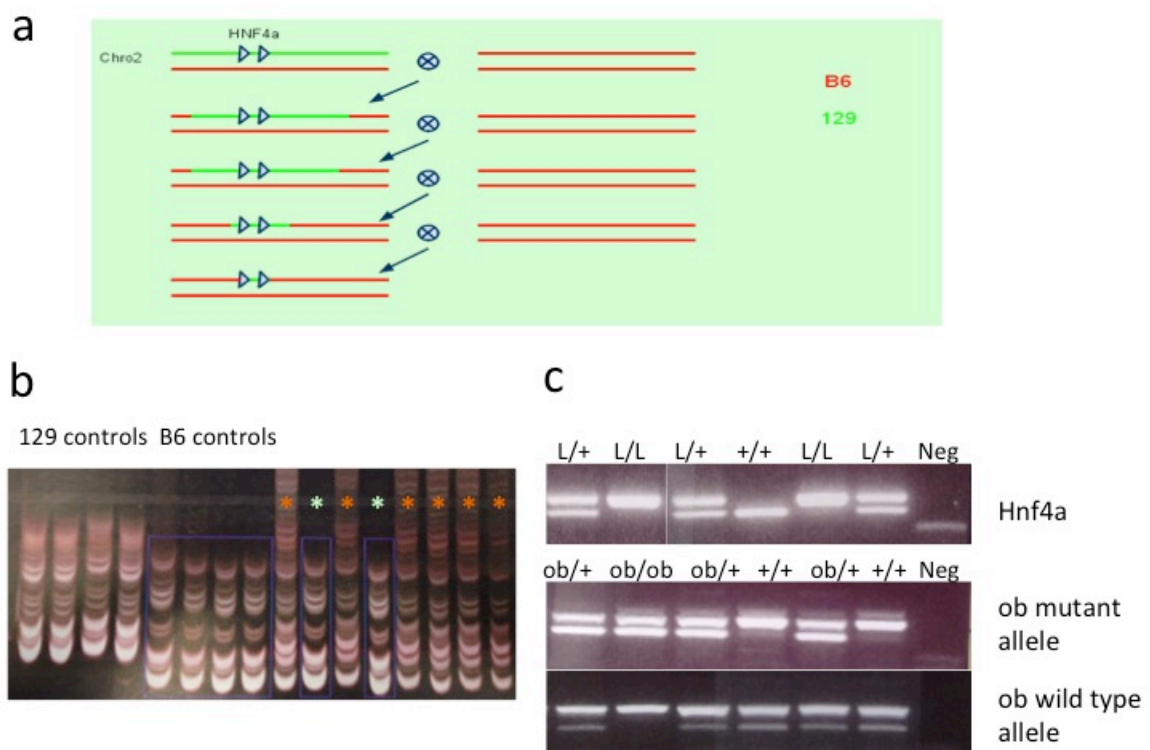 a
HNF4a
Chro2
B6
129
b
129 controls B6 controls
* * * * * * * *
c
L/+ L/L L/+ +/+ L/L L/+ Neg
Hnf4a
ob/+ ob/ob ob/+ +/+ ob/+ +/+ Neg
ob mutant
allele
ob wild type
allele